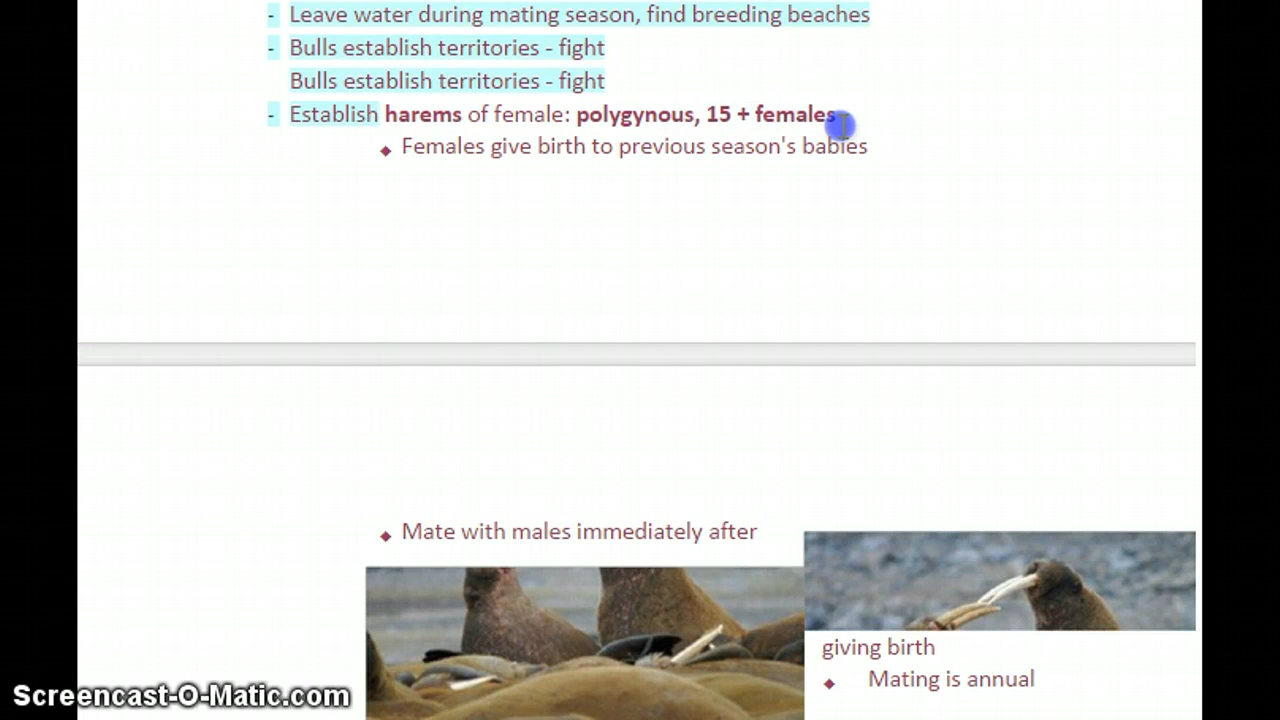 - Leave water during mating season, find breeding beaches
- Bulls establish territories - fight
Bulls establish territories - fight
- Establish harems of female: polygynous, 15 + females
◆ Females give birth to previous season's babies
◆ Mate with males immediately after
giving birth
◆ Mating is annual
Screencast-O-Matic.com